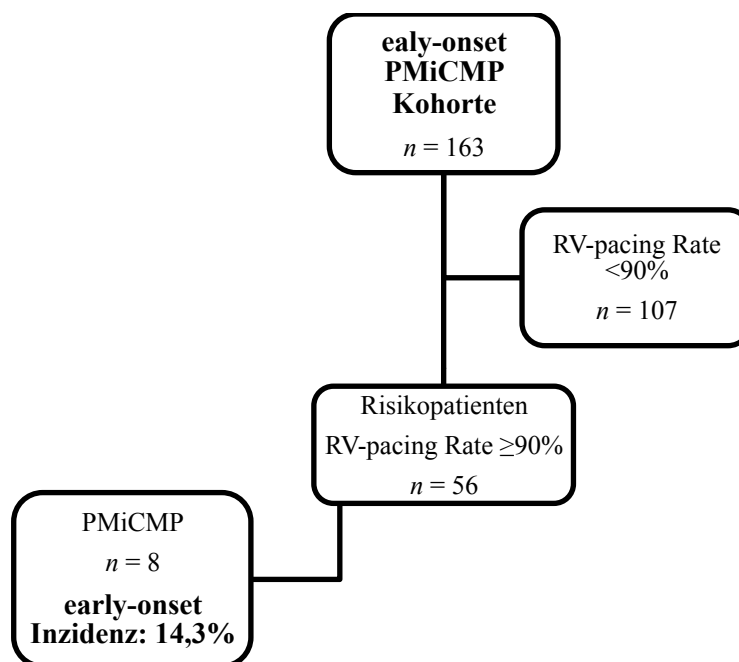 ealy-onset
PMiCMP
Kohorte
n = 163
RV-pacing Rate
<90%
n = 107
Risikopatienten
RV-pacing Rate ≥90%
n = 56
PMiCMP
n = 8
early-onset
Inzidenz: 14,3%